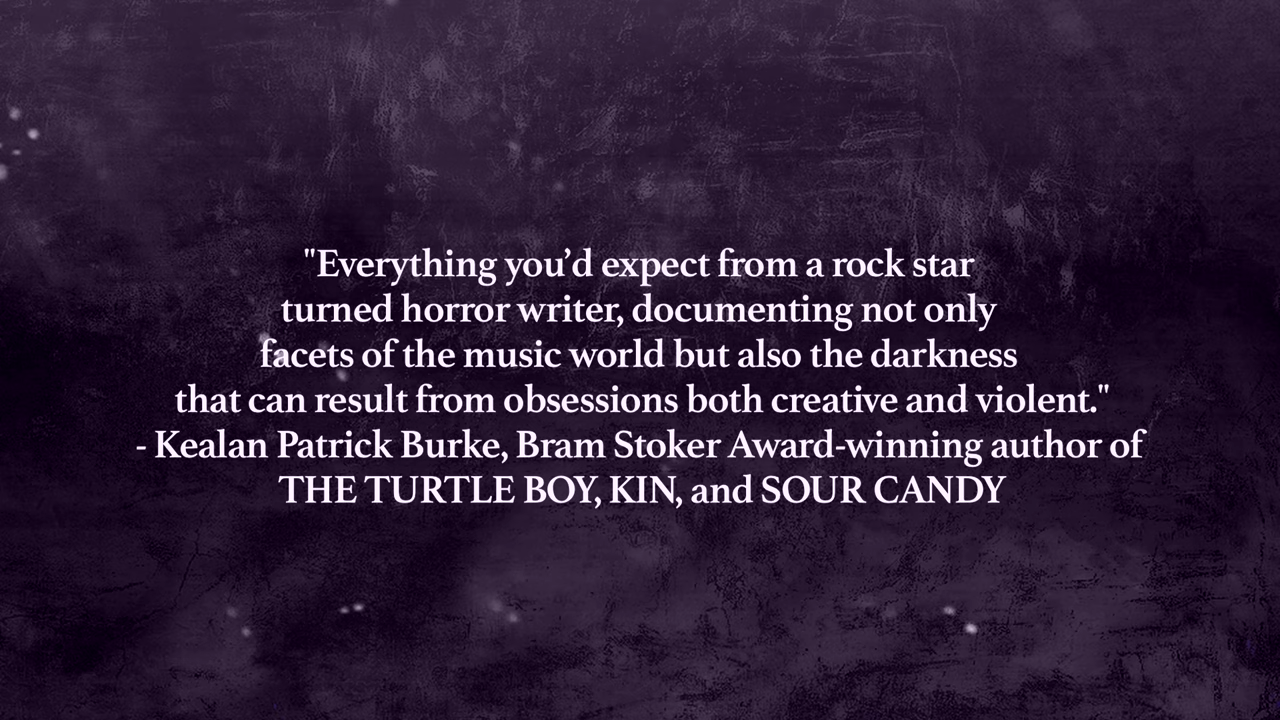 "Everything you’d expect from a rock star
turned horror writer, documenting not only
facets of the music world but also the darkness
that can result from obsessions both creative and violent."
- Kealan Patrick Burke, Bram Stoker Award-winning author of
THE TURTLE BOY, KIN, and SOUR CANDY